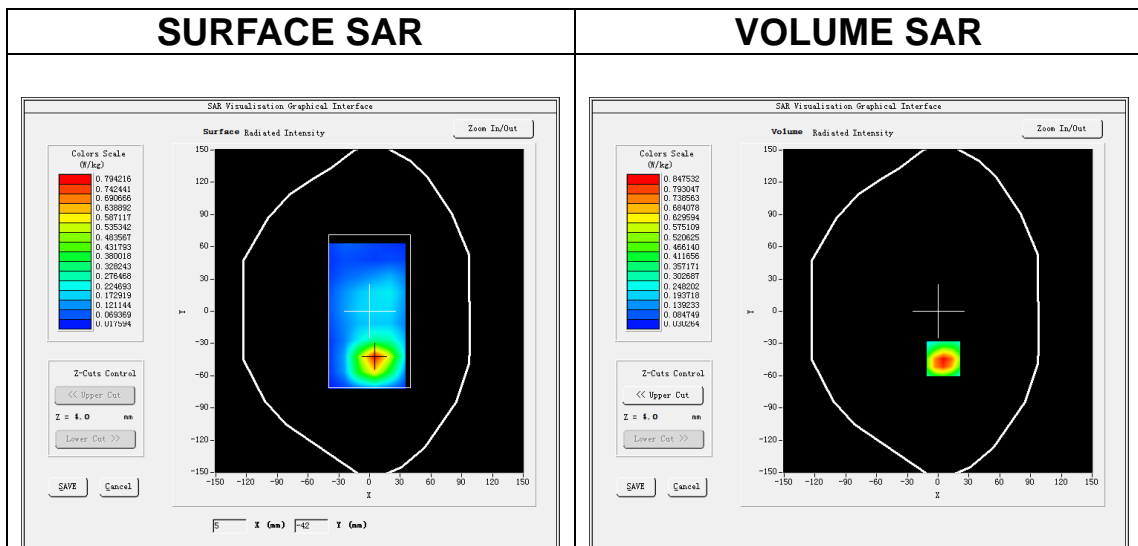 SURFACE SAR
SAR Visualisation Graphical Interface
Surface Radiated Intensity
Zoom In/Out
Colors Scale
(W/kg)
0.794216
0.742441
0.690666
0.638892
0.587117
0.535342
0.483567
0.431793
0.380018
0.328243
0.276468
0.224693
0.172919
0.121144
0.069369
0.017594
Z-Cuts Control
<< Upper Cut
Z = 4.0 mm
Lower Cut >>
SAVE Cancel
150
120
90
60
30
0
-30
-60
-90
-120
-150
Y
-150 -120 -90 -60 -30 0 30 60 90 120 150
X
5 X (mm) -42 Y (mm)
VOLUME SAR
SAR Visualisation Graphical Interface
Volume Radiated Intensity
Zoom In/Out
Colors Scale
(W/kg)
0.847532
0.793047
0.738563
0.684078
0.629594
0.575109
0.520625
0.466140
0.411656
0.357171
0.302687
0.248202
0.193718
0.139233
0.084749
0.030264
Z-Cuts Control
<< Upper Cut
Z = 4.0 mm
Lower Cut >>
SAVE Cancel
150
120
90
60
30
0
-30
-60
-90
-120
-150
Y
-150 -120 -90 -60 -30 0 30 60 90 120 150
X